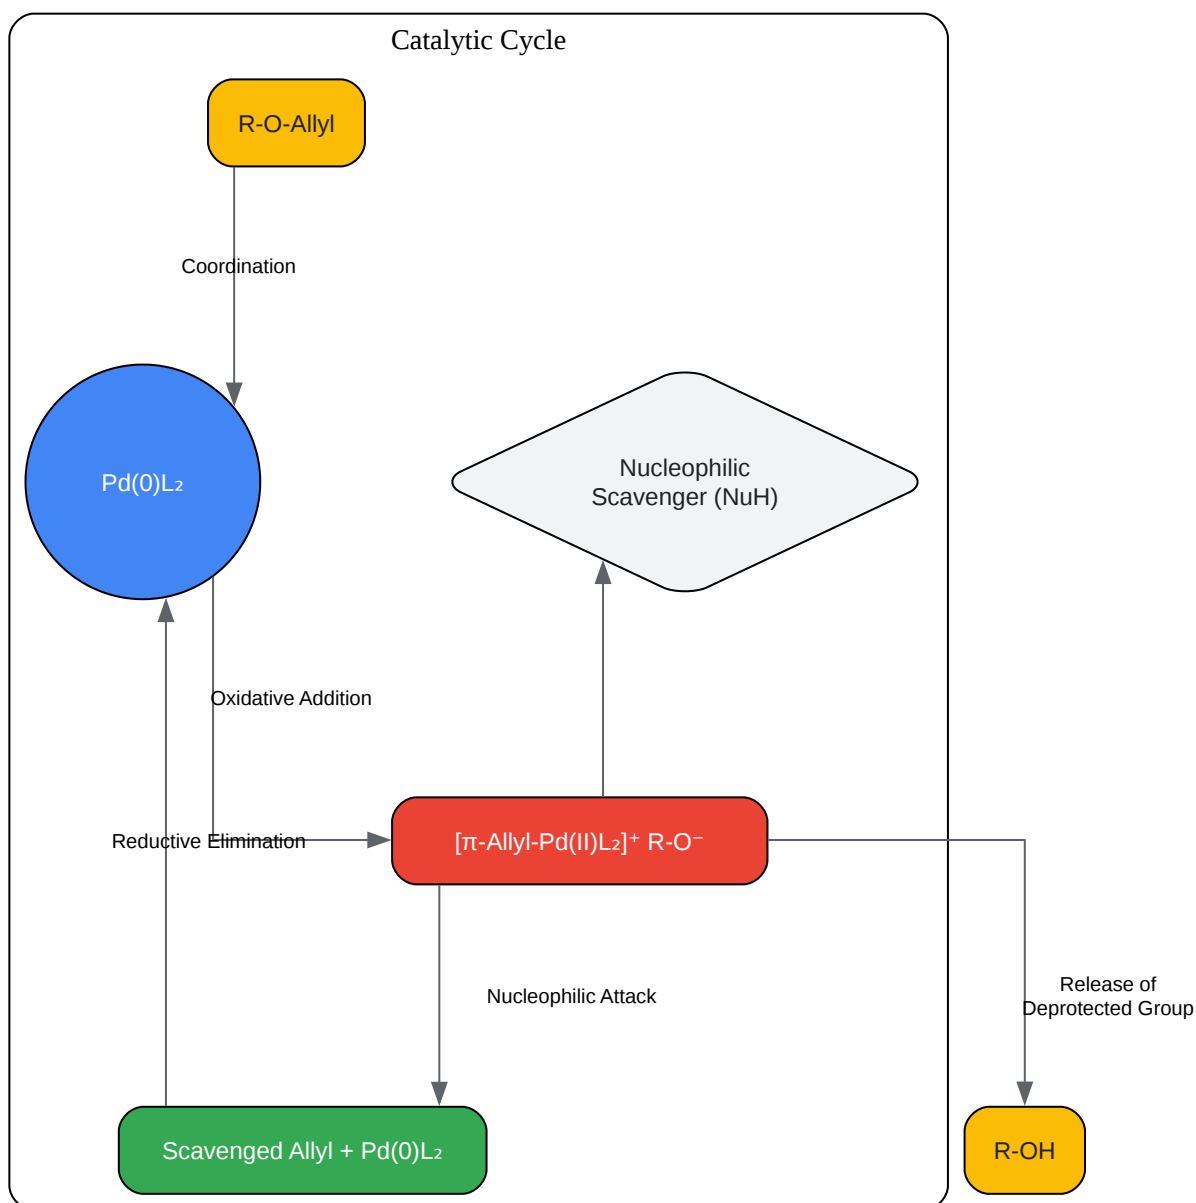 Catalytic Cycle
R-O-Allyl
Coordination
Pd(0)L₂
Nucleophilic
Scavenger (NuH)
Oxidative Addition
Reductive Elimination
[π-Allyl-Pd(II)L₂]⁺ R-O⁻
Nucleophilic Attack
Release of
Deprotected Group
Scavenged Allyl + Pd(0)L₂
R-OH